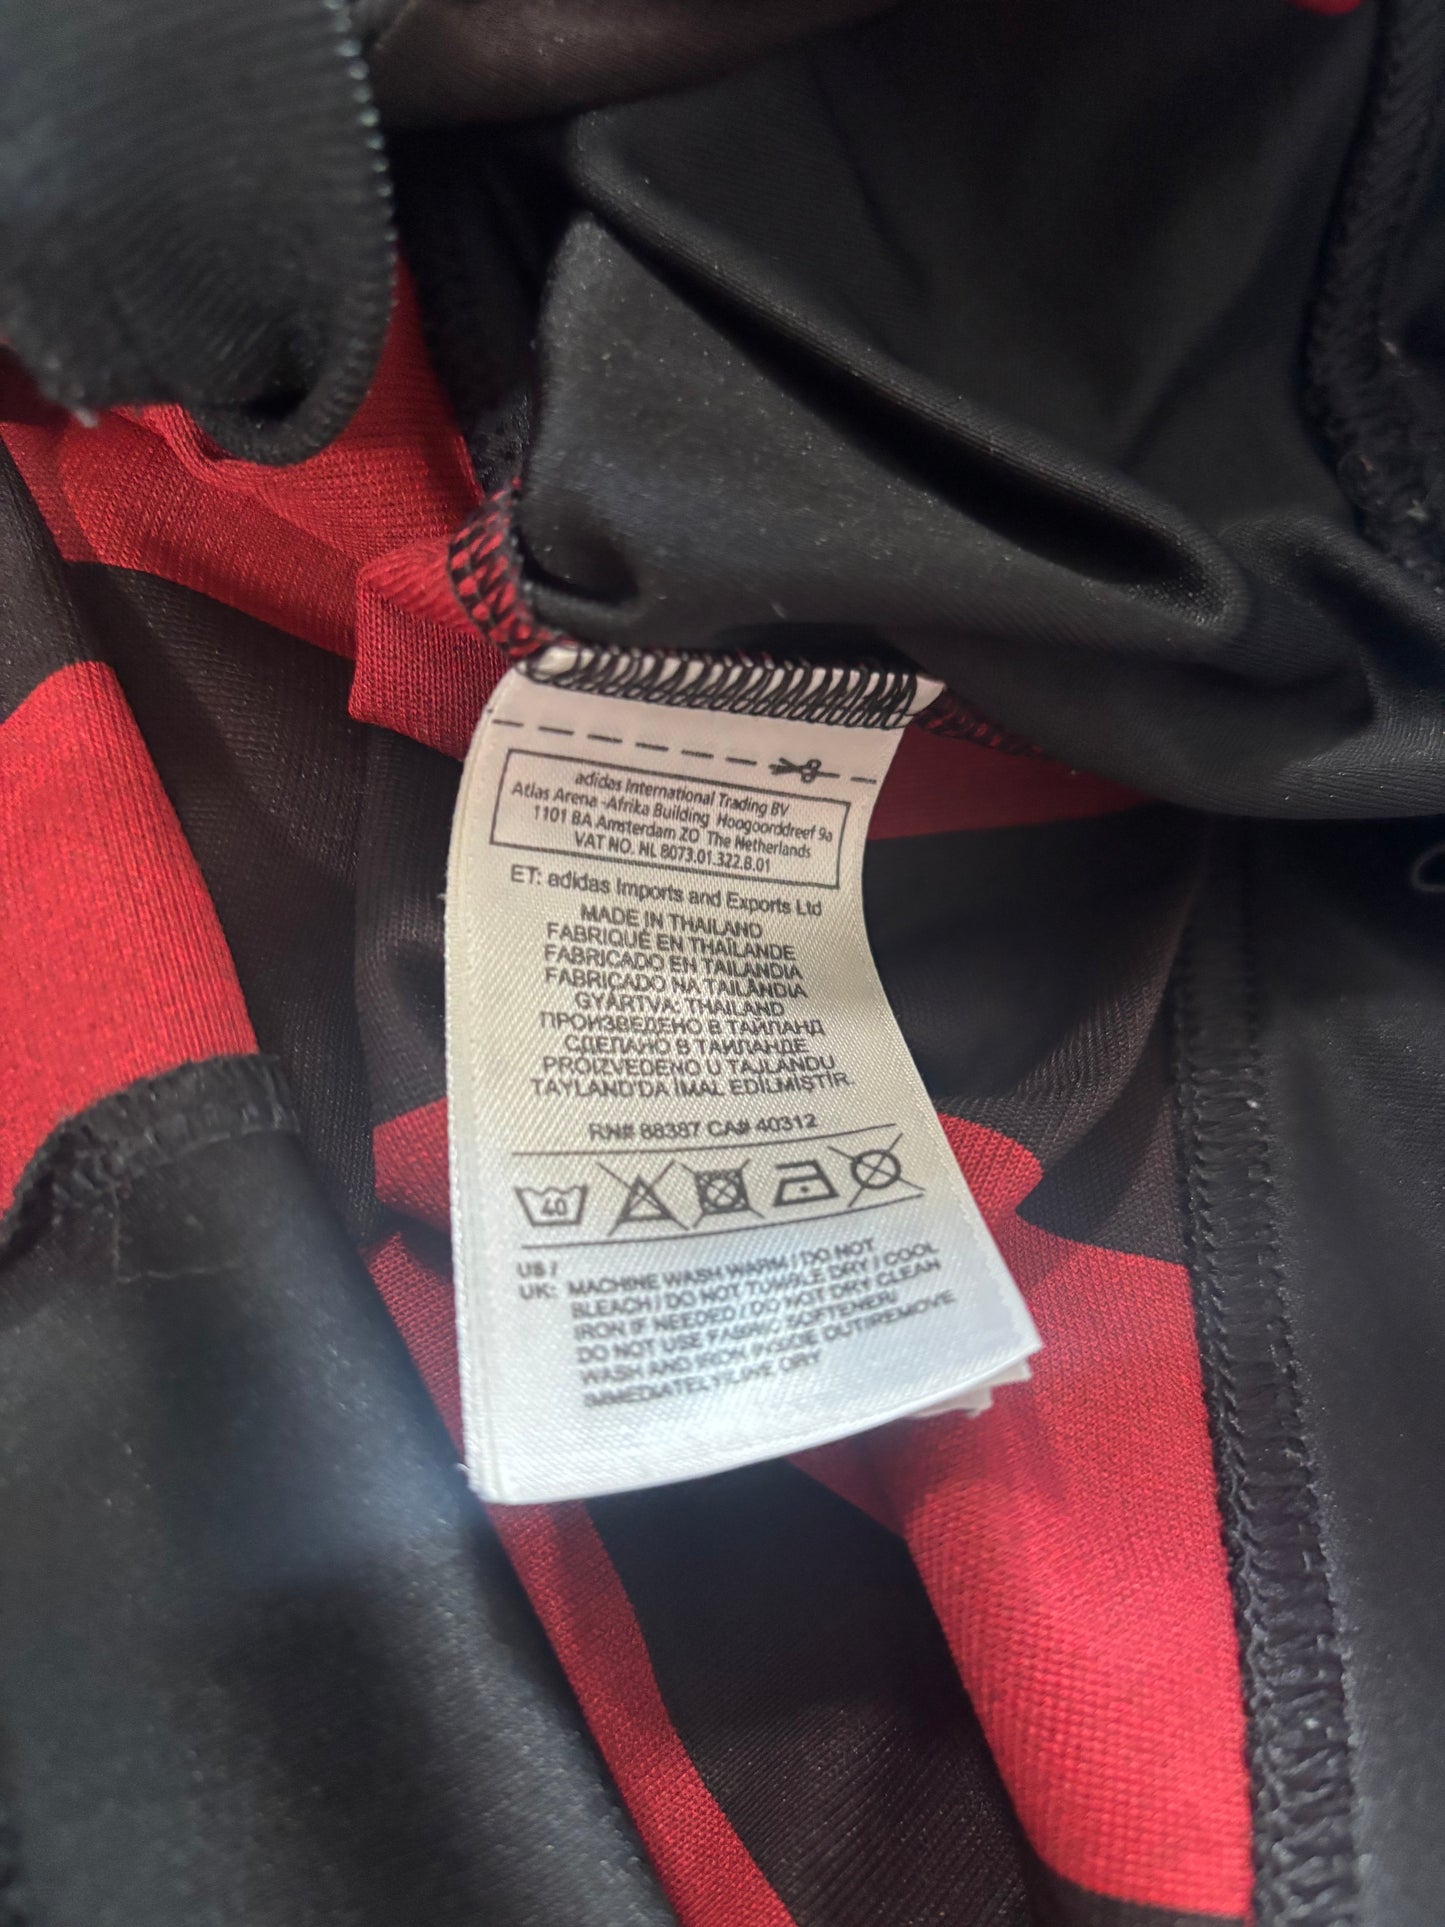 adidas International Trading BV
Atlas Arena -Afrika Building Hoogoorddreef 9a
1101 BA Amsterdam ZO The Netherlands
VAT NO. NL 8073.01.322.B.01
ET: adidas Imports and Exports Ltd
MADE IN THAILAND
FABRIQUÉ EN THAÏLANDE
FABRICADO EN TAILANDIA
FABRICADO NA TAILÂNDIA
GYÁRTVA: THAILAND
ПРОИЗВЕДЕНО В ТАЙЛАНД
СДЕЛАНО В ТАИЛАНДЕ
PROIZVEDENO U TAJLANDU
TAYLAND'DA İMAL EDİLMİSTİR.
RN# 88387 CA# 40312
40
US /
UK: MACHINE WASH WARM / DO NOT
BLEACH / DO NOT TUMBLE DRY / COOL
IRON IF NEEDED / DO NOT DRY CLEAN
DO NOT USE FABRIC SOFTENER/
WASH AND IRON INSIDE OUT/REMOVE
IMMEDIATELY/LINE DRY